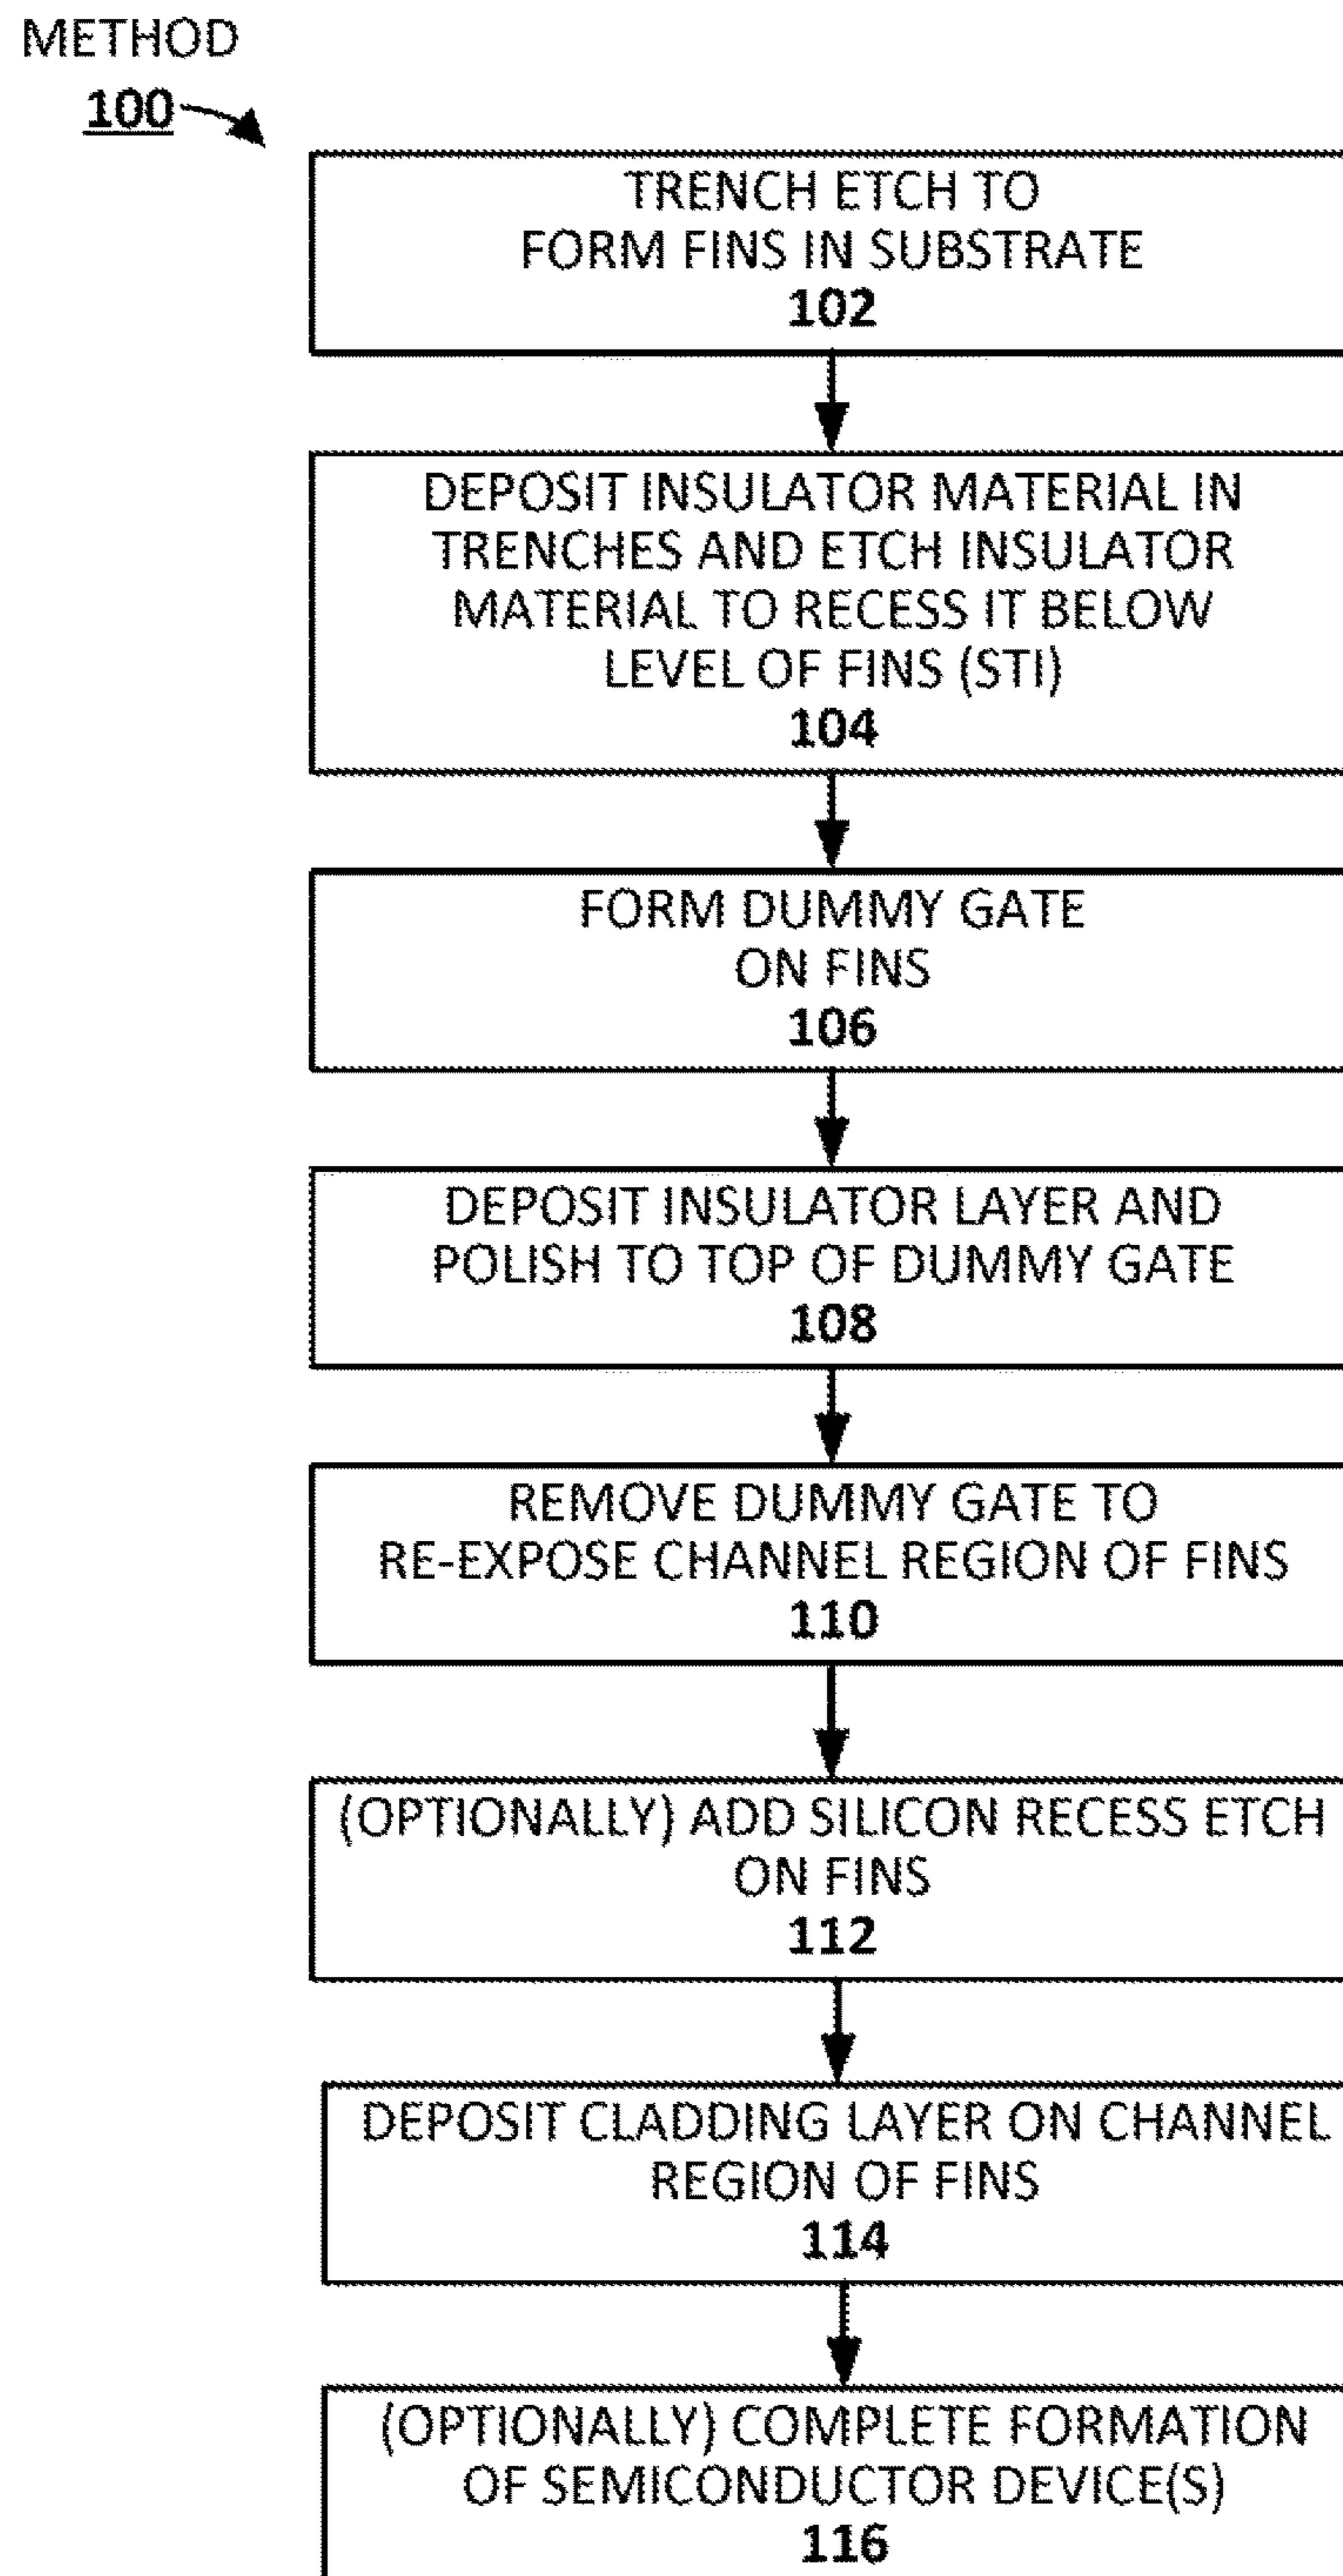 METHOD
100
TRENCH ETCH TO
FORM FINS IN SUBSTRATE
102
DEPOSIT INSULATOR MATERIAL IN
TRENCHES AND ETCH INSULATOR
MATERIAL TO RECESS IT BELOW
LEVEL OF FINS (STI)
104
FORM DUMMY GATE
ON FINS
106
DEPOSIT INSULATOR LAYER AND
POLISH TO TOP OF DUMMY GATE
108
REMOVE DUMMY GATE TO
RE-EXPOSE CHANNEL REGION OF FINS
110
(OPTIONALLY) ADD SILICON RECESS ETCH
ON FINS
112
DEPOSIT CLADDING LAYER ON CHANNEL
REGION OF FINS
114
(OPTIONALLY) COMPLETE FORMATION
OF SEMICONDUCTOR DEVICE(S)
116